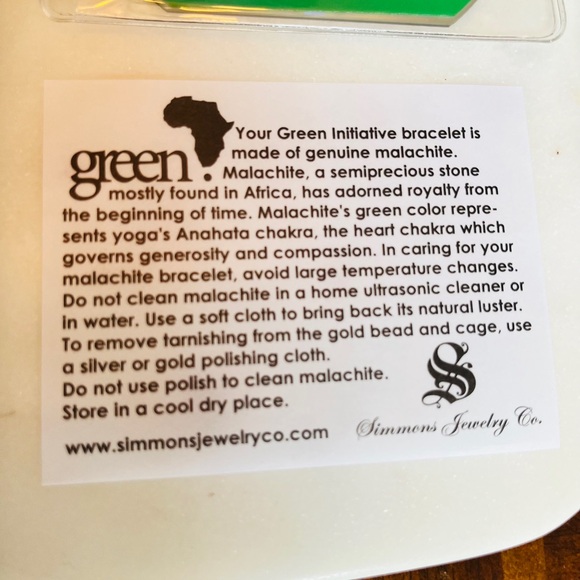 Your Green Initiative bracelet is
green. made of genuine malachite.
Malachite, a semiprecious stone
mostly found in Africa, has adorned royalty from
the beginning of time. Malachite's green color repre-
sents yoga's Anahata chakra, the heart chakra which
governs generosity and compassion. In caring for your
malachite bracelet, avoid large temperature changes.
Do not clean malachite in a home ultrasonic cleaner or
in water. Use a soft cloth to bring back its natural luster.
To remove tarnishing from the gold bead and cage, use
a silver or gold polishing cloth.
Do not use polish to clean malachite.
Store in a cool dry place.
S
www.simmonsjewelryco.com
Simmons Jewelry Co.